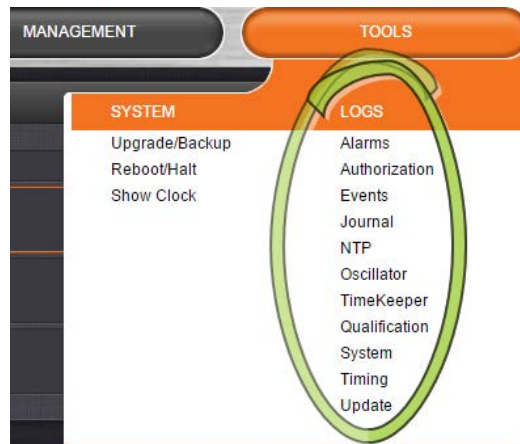 MANAGEMENT
TOOLS
SYSTEM
Upgrade/Backup
Reboot/Halt
Show Clock
LOGS
Alarms
Authorization
Events
Journal
NTP
Oscillator
TimeKeeper
Qualification
System
Timing
Update